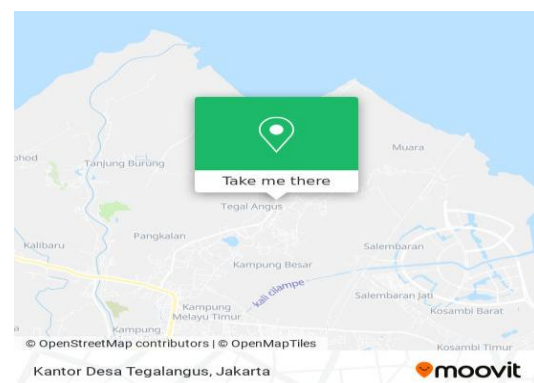 Take me there
Muara
ohod
Tanjung Burung
Tegal Angus
Pangkalan
Kalibaru
Salembaran
Kampung Besar
kali cilampe
Salembaran Jati
Kampung
Melayu Timur
Kosambi Barat
Kampung
Kosambi Timur
© OpenStreetMap contributors | © OpenMapTiles
Kantor Desa Tegalangus, Jakarta
moovit